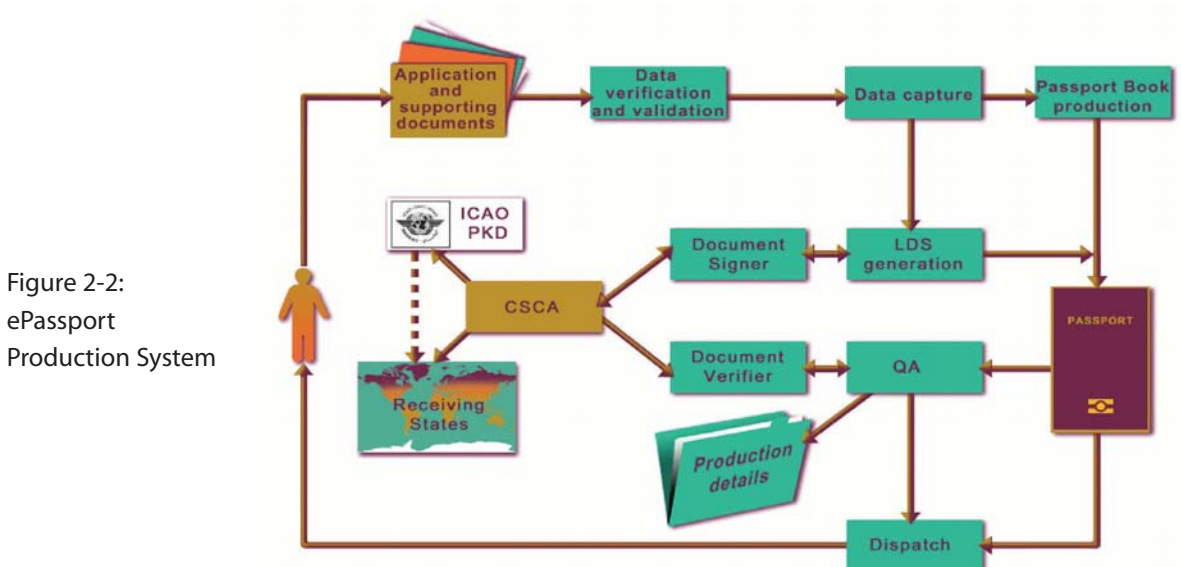 Figure 2-2:
ePassport
Production System
Application
and
supporting
documents
Data
verification
and validation
Data capture
Passport Book
production
ICAO
PKD
Document
Signer
LDS
generation
CSCA
PASSPORT
Document
Verifier
QA
Receiving
States
Production
details
Dispatch